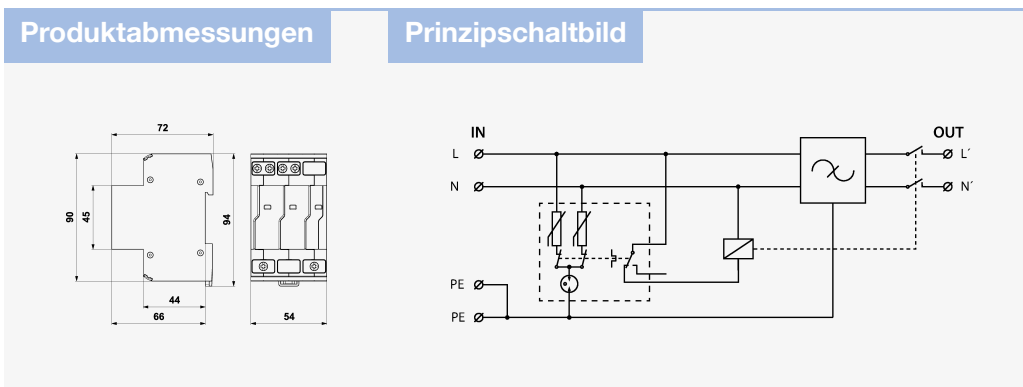 Produktabmessungen
Prinzipschaltbild
72
90
45
94
44
66
54
IN
OUT
L
L´
N
N´
PE
PE